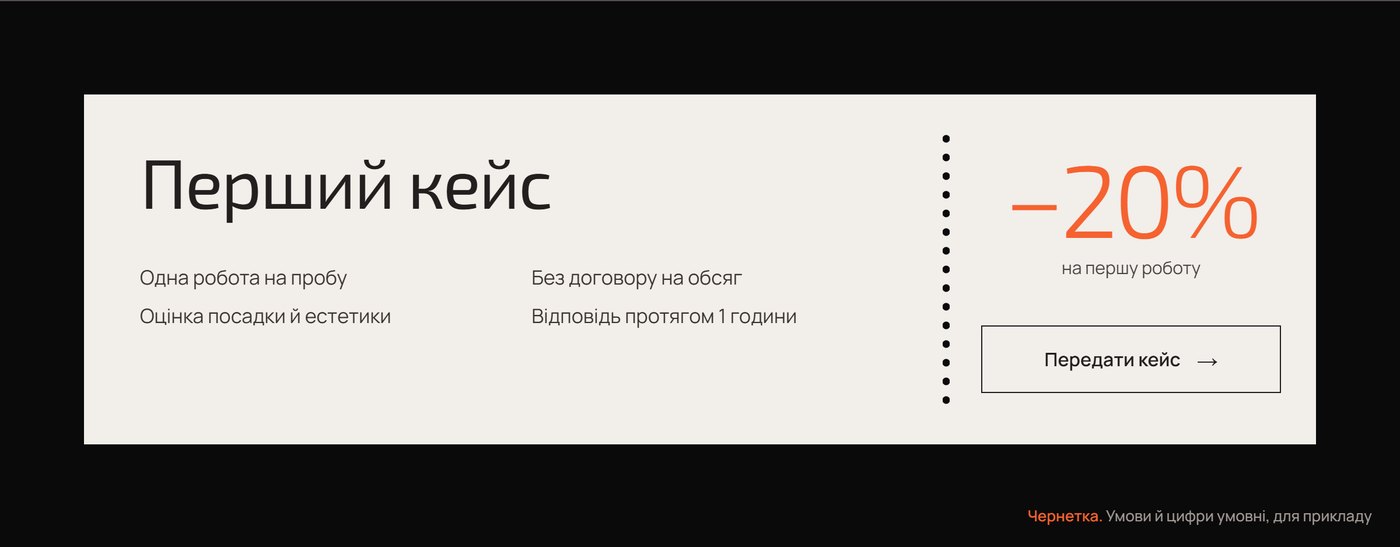 Перший кейс
Одна робота на пробу
Без договору на обсяг
Оцінка посадки й естетики
Відповідь протягом 1 години
–20%
на першу роботу
Передати кейс →
Чернетка. Умови й цифри умовні, для прикладу